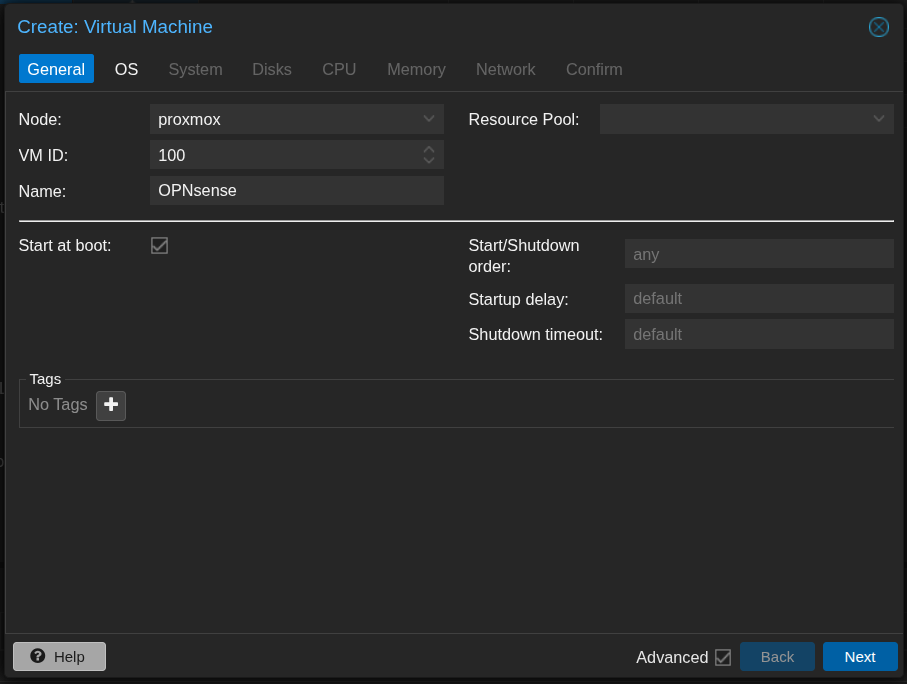 Create: Virtual Machine
General OS System Disks CPU Memory Network Confirm
Node: proxmox Resource Pool:
VM ID: 100
Name: OPNsense
Start at boot: Start/Shutdown
order: any
Startup delay: default
Shutdown timeout: default
Tags
No Tags
Help Advanced Back Next